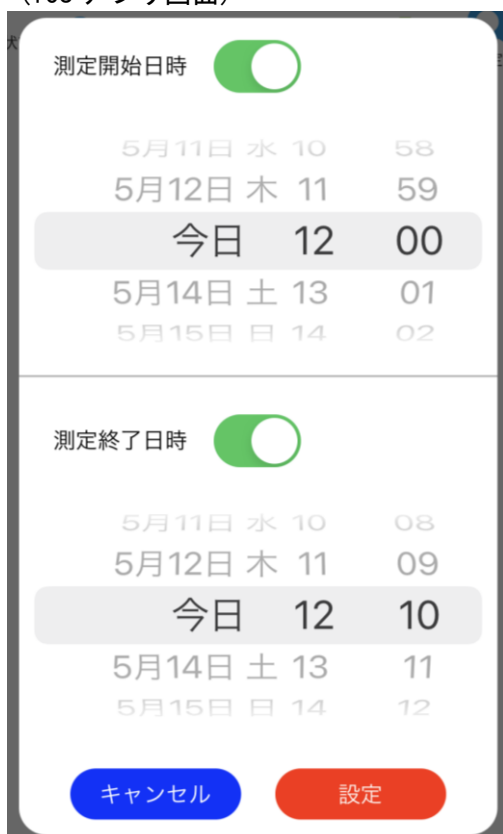 測定開始日時
5月11日 水 10 58
5月12日 木 11 59
今日 12 00
5月14日 土 13 01
5月15日 日 14 02
測定終了日時
5月11日 水 10 08
5月12日 木 11 09
今日 12 10
5月14日 土 13 11
5月15日 日 14 12
キャンセル 設定